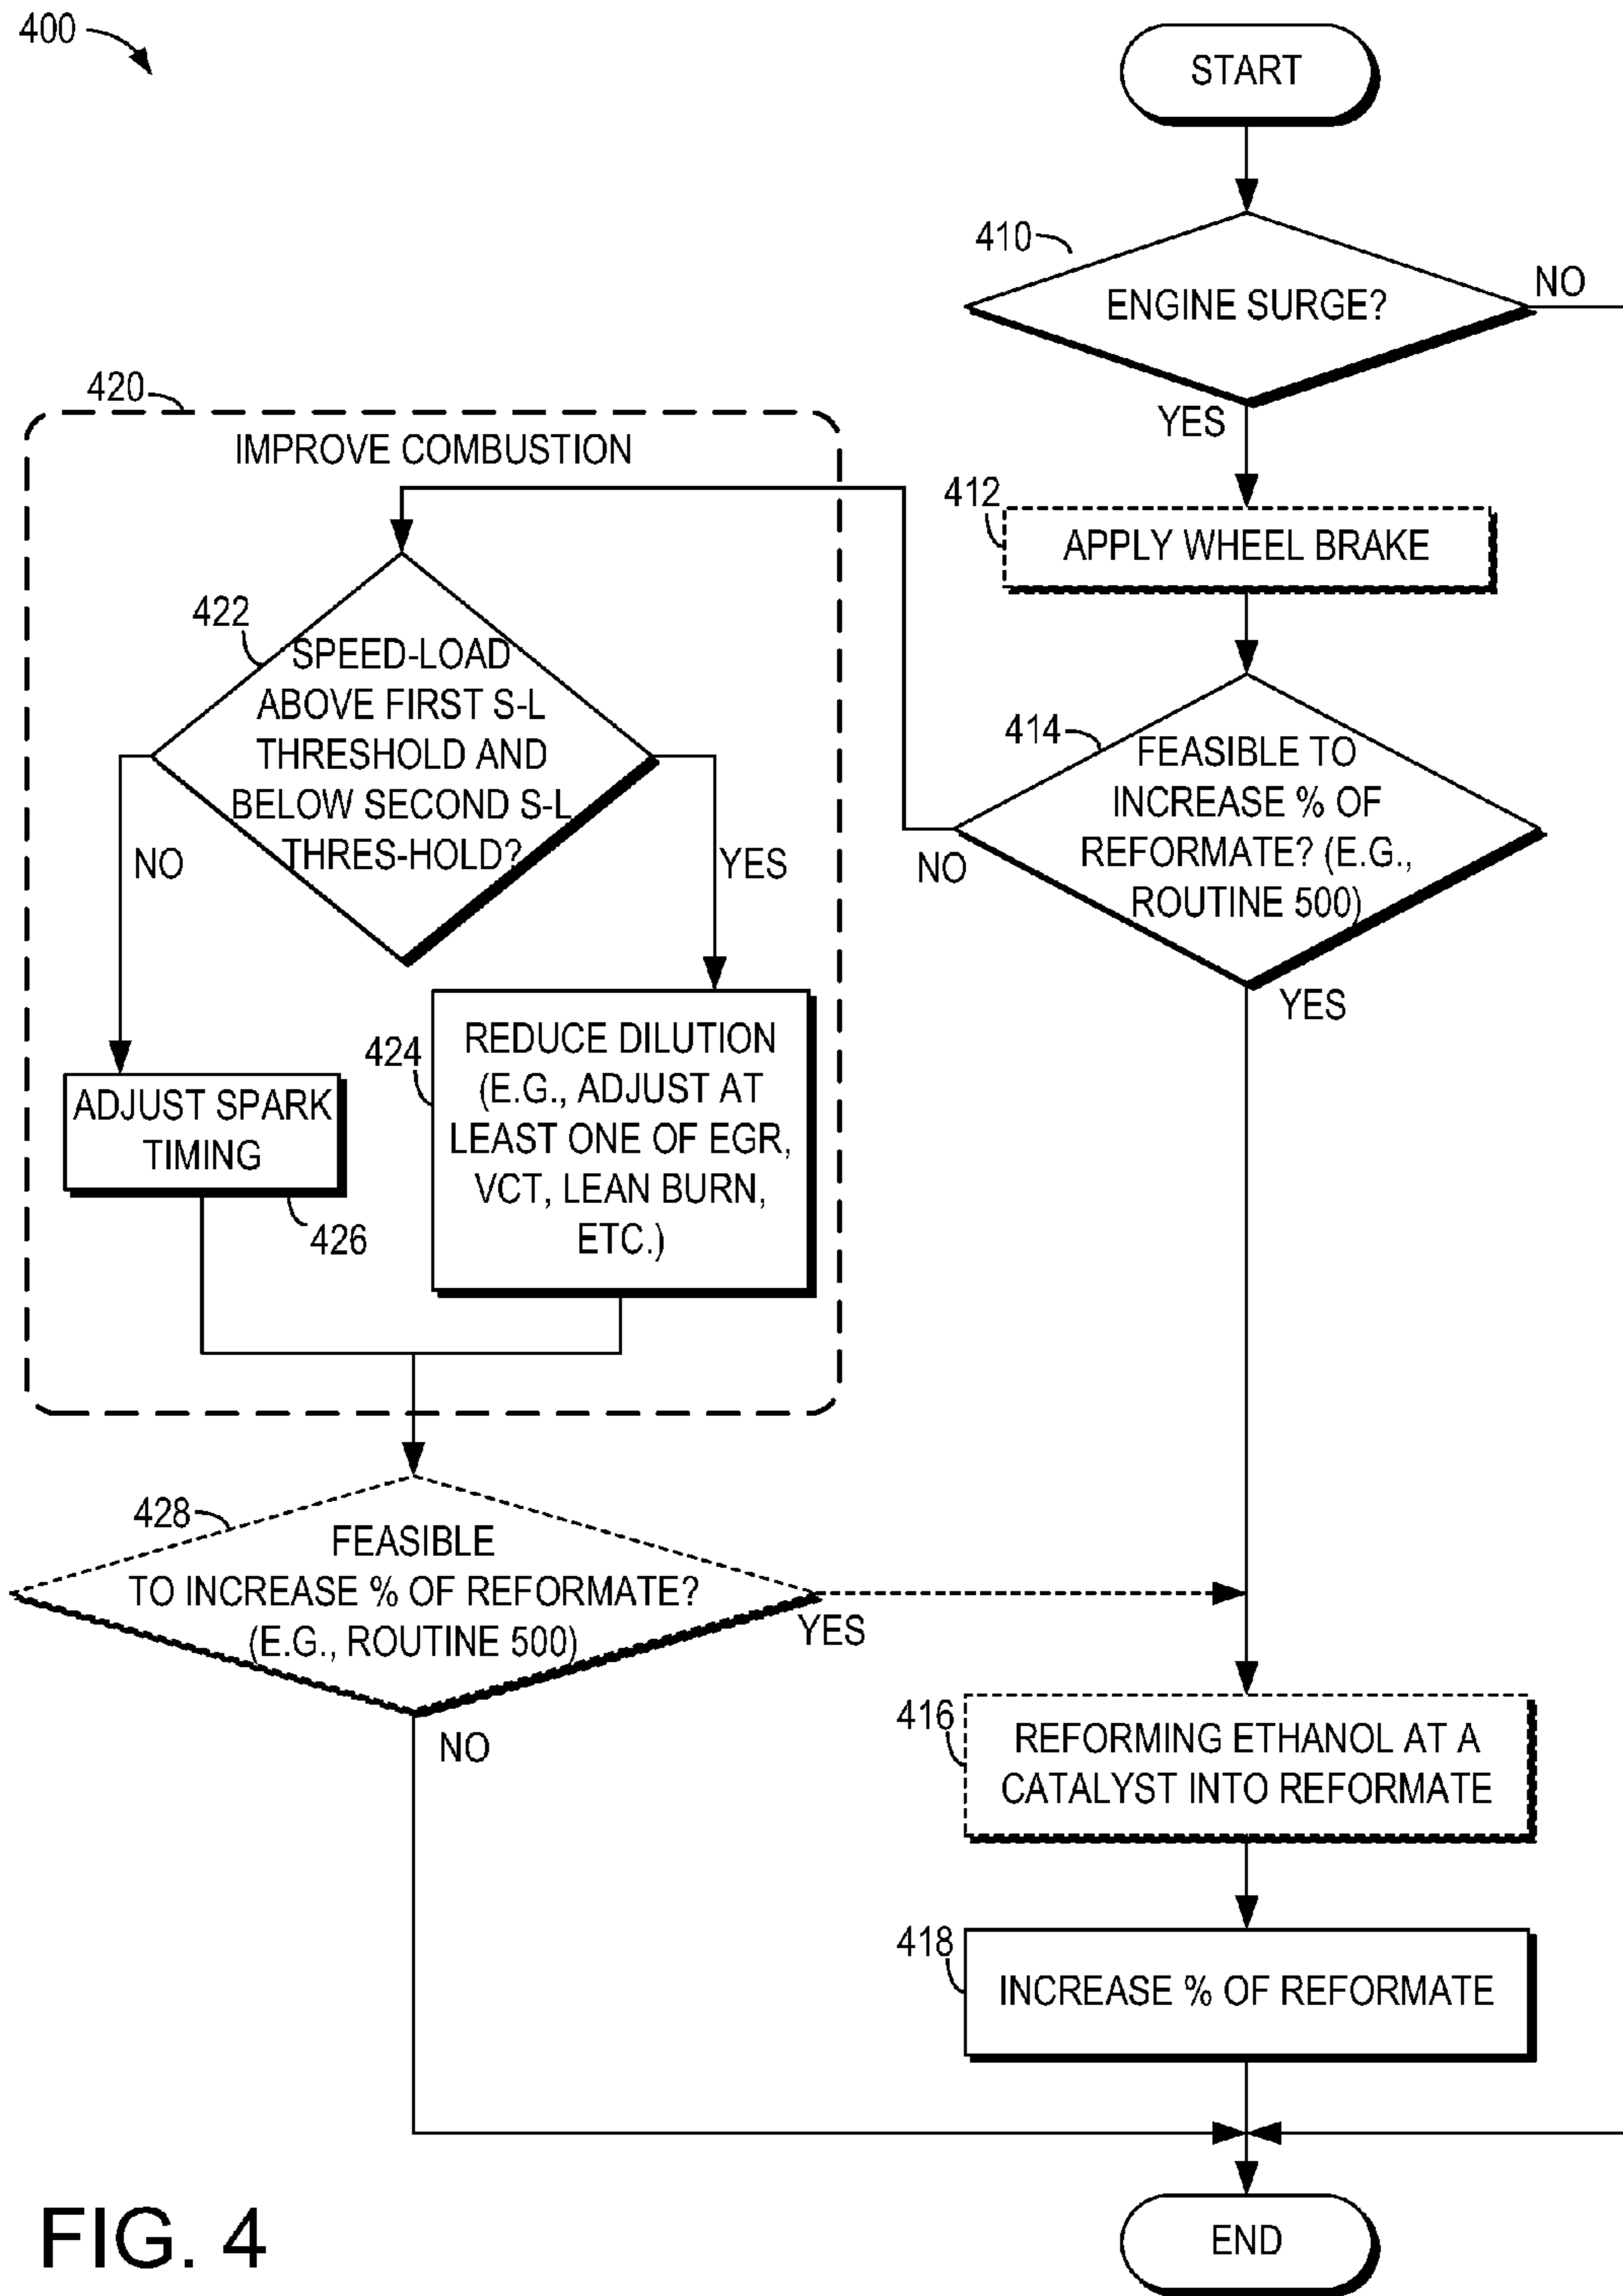 400
START
410
ENGINE SURGE?
NO
YES
412
APPLY WHEEL BRAKE
414
FEASIBLE TO
INCREASE % OF
REFORMATE? (E.G.,
ROUTINE 500)
NO
YES
420
IMPROVE COMBUSTION
422
SPEED-LOAD
ABOVE FIRST S-L
THRESHOLD AND
BELOW SECOND S-L
THRES-HOLD?
NO
YES
424
REDUCE DILUTION
(E.G., ADJUST AT
LEAST ONE OF EGR,
VCT, LEAN BURN,
ETC.)
ADJUST SPARK
TIMING
426
428
FEASIBLE
TO INCREASE % OF REFORMATE?
(E.G., ROUTINE 500)
YES
NO
416
REFORMING ETHANOL AT A
CATALYST INTO REFORMATE
418
INCREASE % OF REFORMATE
END
FIG. 4